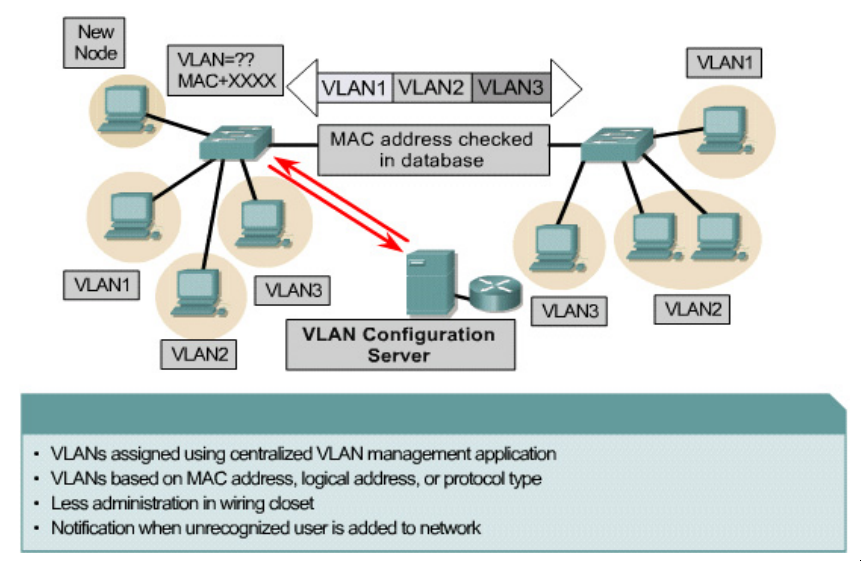 New
Node
VLAN=??
MAC+XXXX
VLAN1
VLAN2
VLAN3
VLAN1
MAC address checked
in database
VLAN1
VLAN3
VLAN2
VLAN3
VLAN2
VLAN Configuration
Server
• VLANs assigned using centralized VLAN management application
• VLANs based on MAC address, logical address, or protocol type
• Less administration in wiring closet
• Notification when unrecognized user is added to network